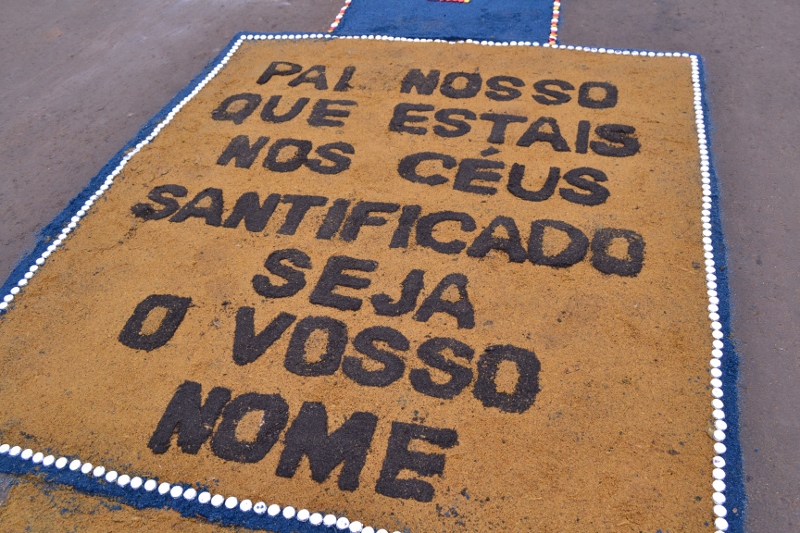 PAI NOSSO
QUE ESTAIS
NOS CÉUS
SANTIFICADO
SEJA
O VOSSO
NOME